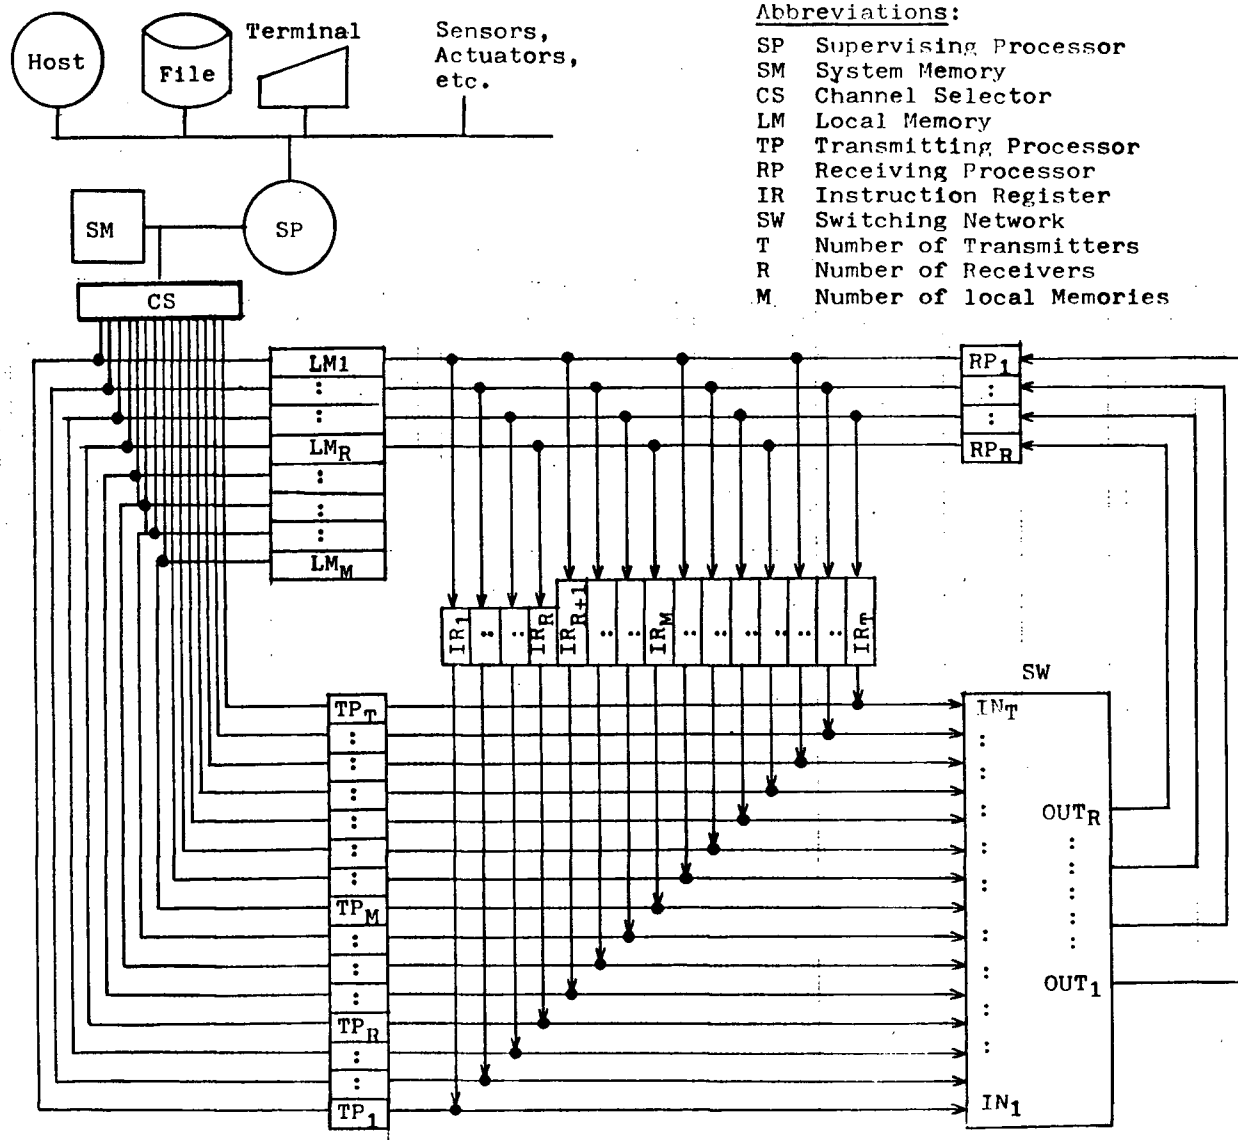 Abbreviations:
SP Supervising Processor
SM System Memory
CS Channel Selector
LM Local Memory
TP Transmitting Processor
RP Receiving Processor
IR Instruction Register
SW Switching Network
T Number of Transmitters
R Number of Receivers
M Number of local Memories
Host
File
Terminal
Sensors,
Actuators,
etc.
SM
SP
CS
LM1
:
:
LMR
:
:
:
LMM
RP1
:
:
RPR
IR1
:
:
IRR
IRR+1
:
:
IRM
:
:
:
:
:
:
IRT
SW
TPT
:
:
:
:
:
:
TPM
:
:
:
TPR
:
:
TP1
INT
:
:
:
:
:
:
:
:
IN1
OUTR
:
:
:
:
OUT1